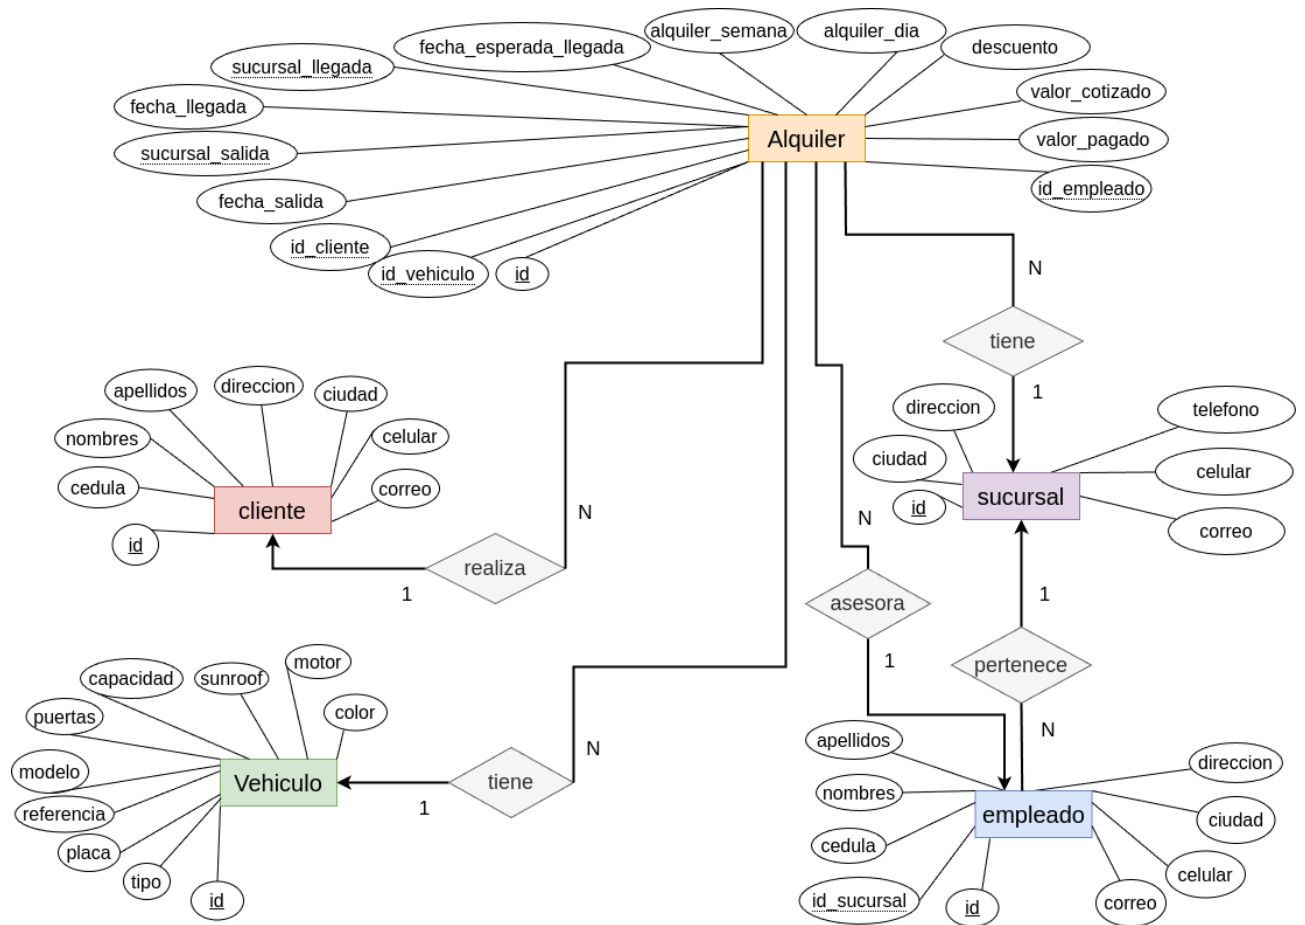 alquiler_semana
alquiler_dia
fecha_esperada_llegada
descuento
sucursal_llegada
valor_cotizado
fecha_llegada
Alquiler
valor_pagado
sucursal_salida
id_empleado
fecha_salida
id_cliente
id_vehiculo
id
N
tiene
1
direccion
apellidos
direccion
ciudad
telefono
nombres
celular
ciudad
celular
cedula
correo
sucursal
cliente
id
correo
id
N
N
realiza
1
asesora
1
1
pertenece
motor
capacidad
sunroof
color
puertas
N
apellidos
N
direccion
modelo
Vehiculo
tiene
nombres
referencia
1
empleado
ciudad
placa
cedula
tipo
celular
id
id_sucursal
id
correo